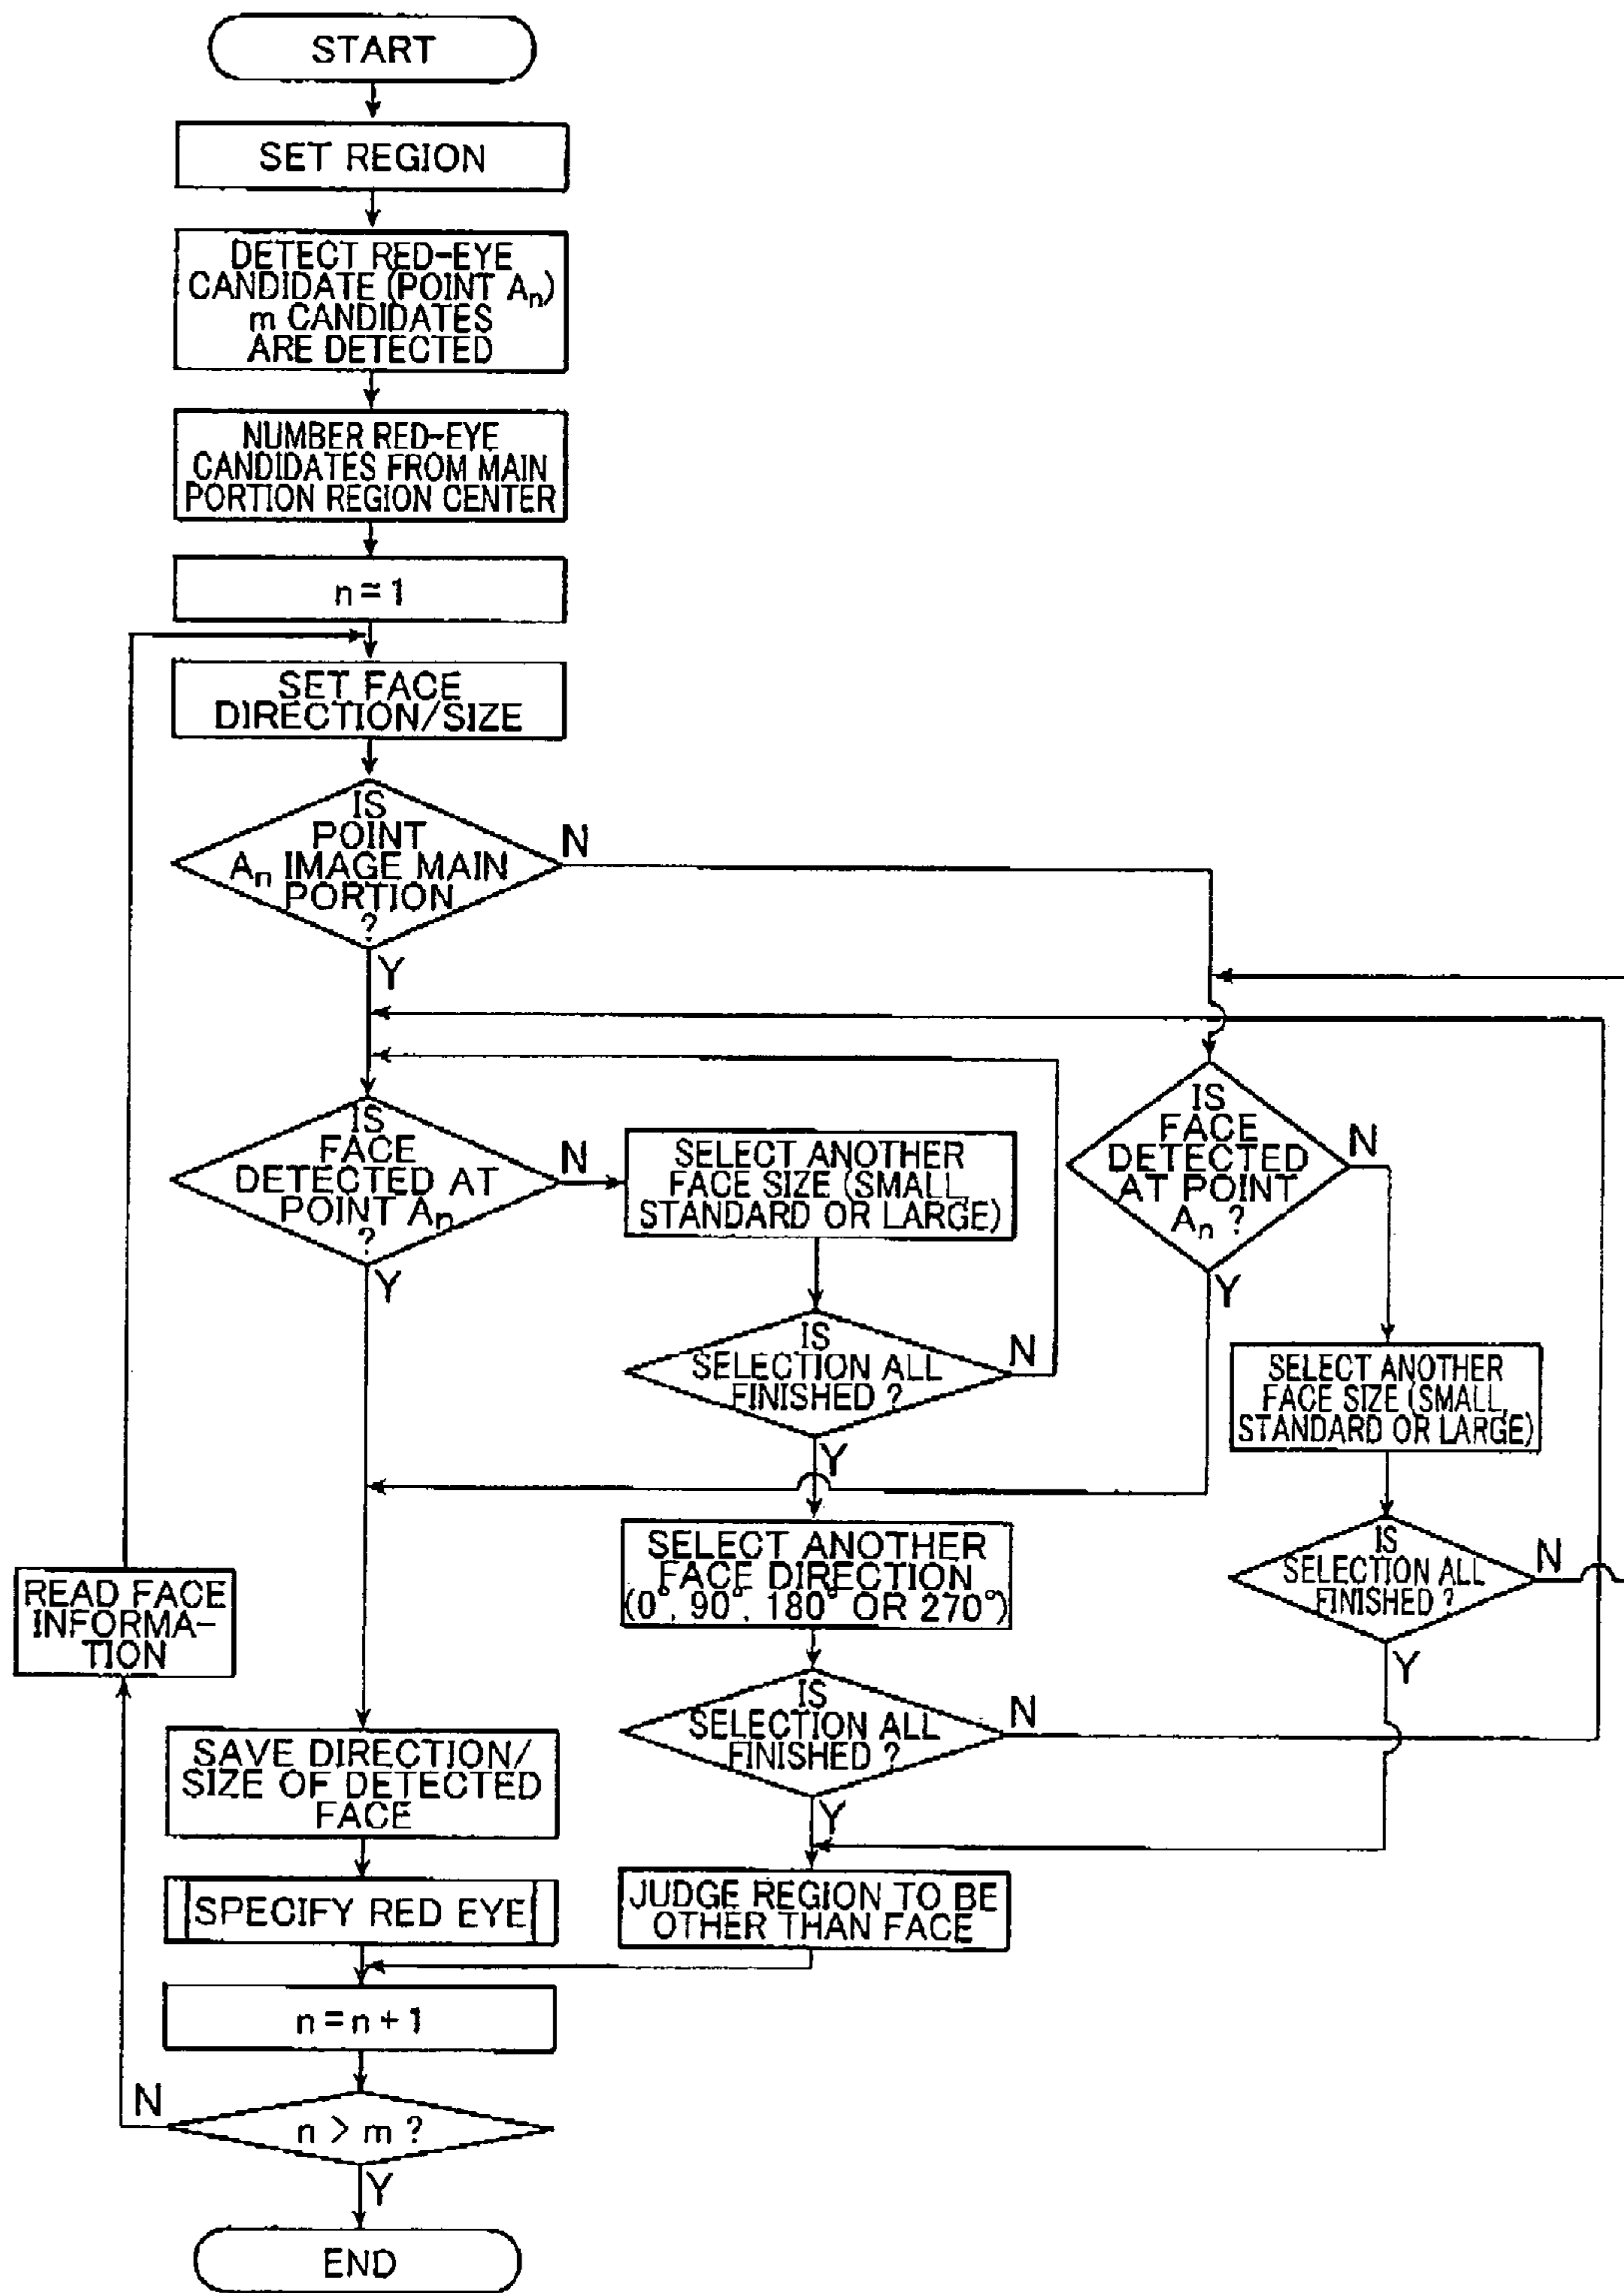 START
SET REGION
DETECT RED-EYE
CANDIDATE (POINT An)
m CANDIDATES
ARE DETECTED
NUMBER RED-EYE
CANDIDATES FROM MAIN
PORTION REGION CENTER
n = 1
SET FACE
DIRECTION/SIZE
IS
POINT
An IMAGE MAIN
PORTION
?
N
Y
IS
FACE
DETECTED AT
POINT An
?
N
Y
SELECT ANOTHER
FACE SIZE (SMALL,
STANDARD OR LARGE)
IS
SELECTION ALL
FINISHED ?
N
Y
IS
FACE
DETECTED
AT POINT
An ?
N
Y
SELECT ANOTHER
FACE SIZE (SMALL,
STANDARD OR LARGE)
IS
SELECTION ALL
FINISHED ?
N
Y
SELECT ANOTHER
FACE DIRECTION
(0°, 90°, 180° OR 270°)
IS
SELECTION ALL
FINISHED ?
N
Y
JUDGE REGION TO BE
OTHER THAN FACE
READ FACE
INFORMA-
TION
SAVE DIRECTION/
SIZE OF DETECTED
FACE
SPECIFY RED EYE
n = n + 1
n > m ?
N
Y
END